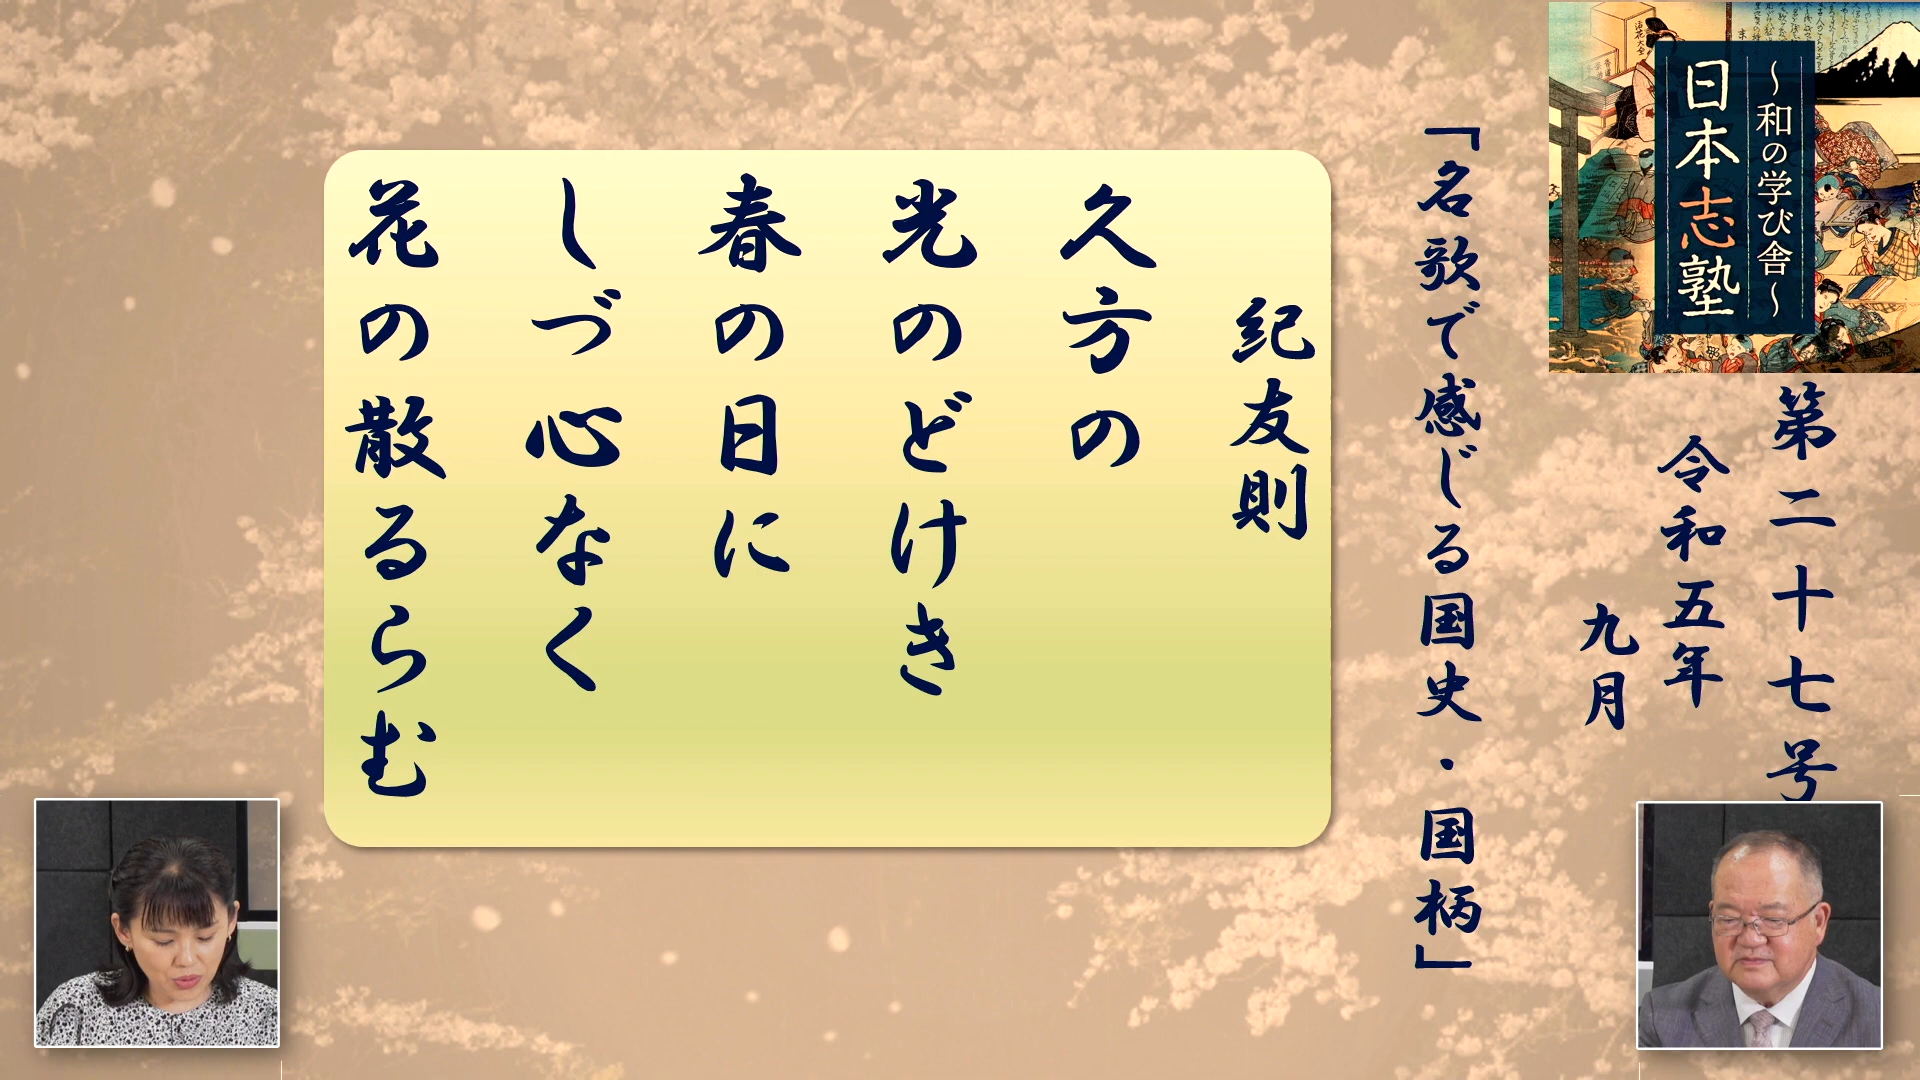 ～和の学び舎～
日本志塾
第二十七号
令和五年
九月
「名歌で感じる国史・国柄」
紀友則
久方の
光のどけき
春の日に
しづ心なく
花の散るらむ